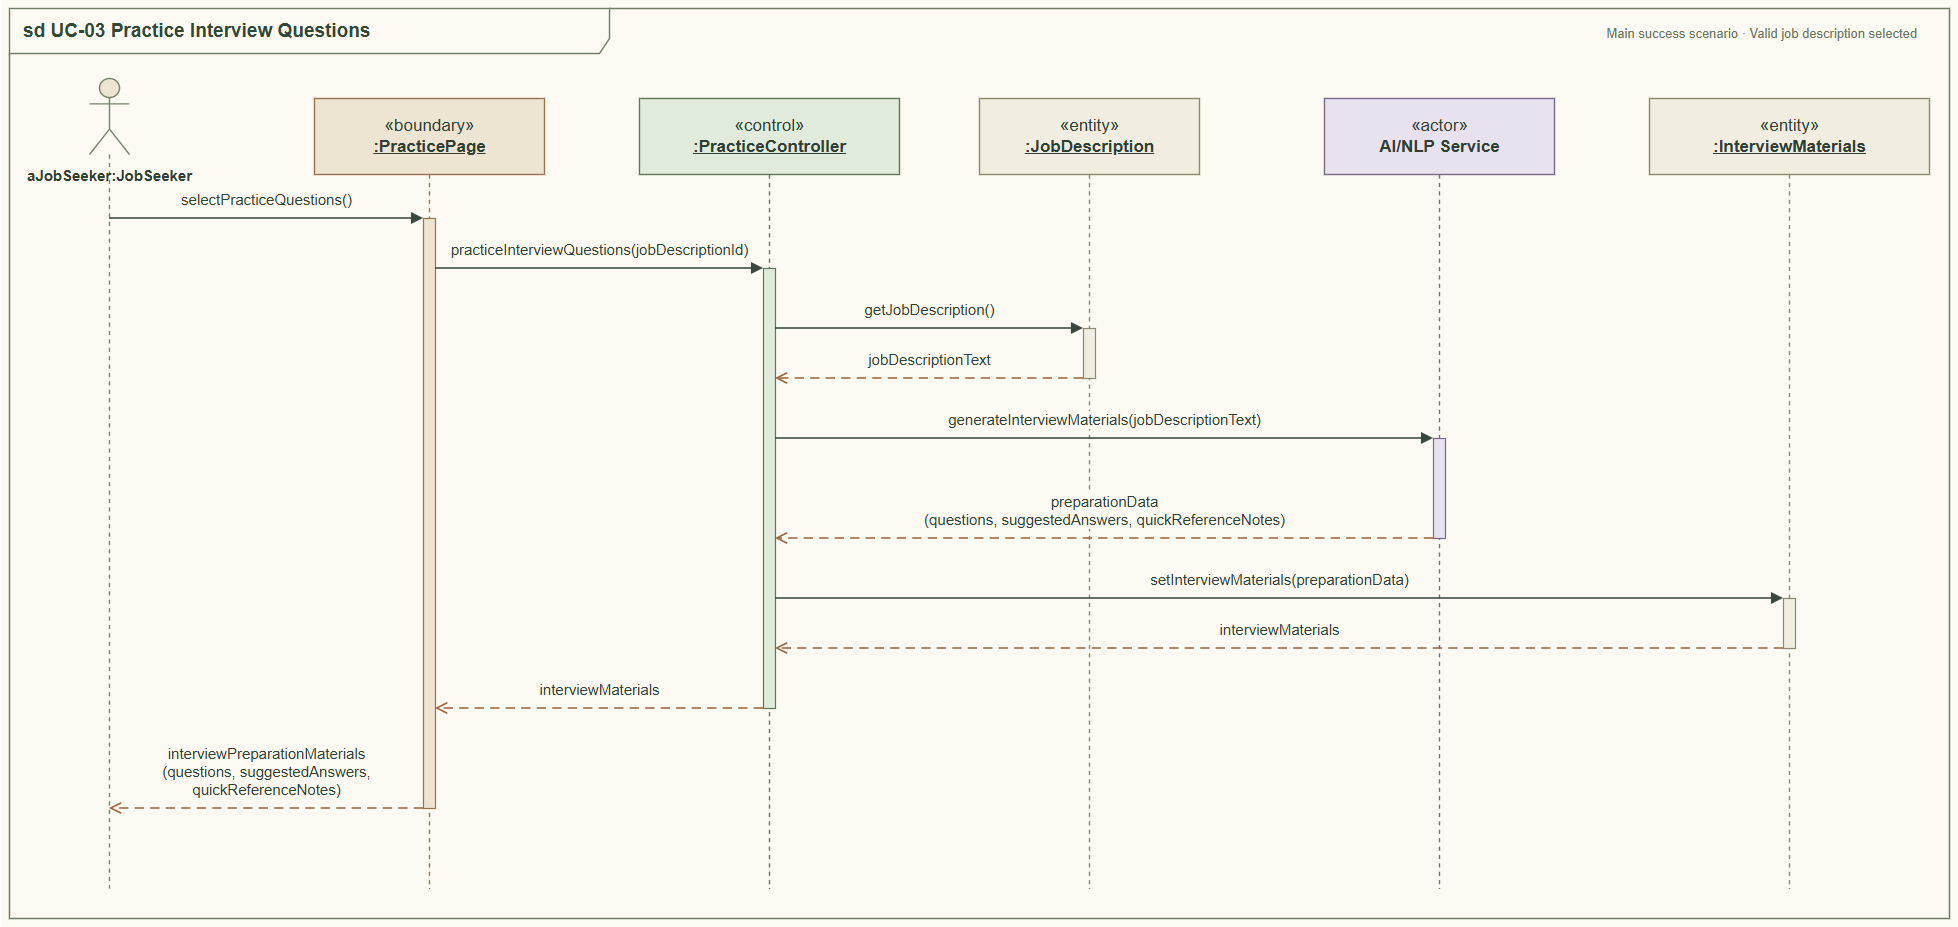 sd UC-03 Practice Interview Questions
Main success scenario · Valid job description selected
aJobSeeker:JobSeeker
«boundary»
:PracticePage
«control»
:PracticeController
«entity»
:JobDescription
«actor»
AI/NLP Service
«entity»
:InterviewMaterials
selectPracticeQuestions()
practiceInterviewQuestions(jobDescriptionId)
getJobDescription()
jobDescriptionText
generateInterviewMaterials(jobDescriptionText)
preparationData
(questions, suggestedAnswers, quickReferenceNotes)
setInterviewMaterials(preparationData)
interviewMaterials
interviewMaterials
interviewPreparationMaterials
(questions, suggestedAnswers,
quickReferenceNotes)